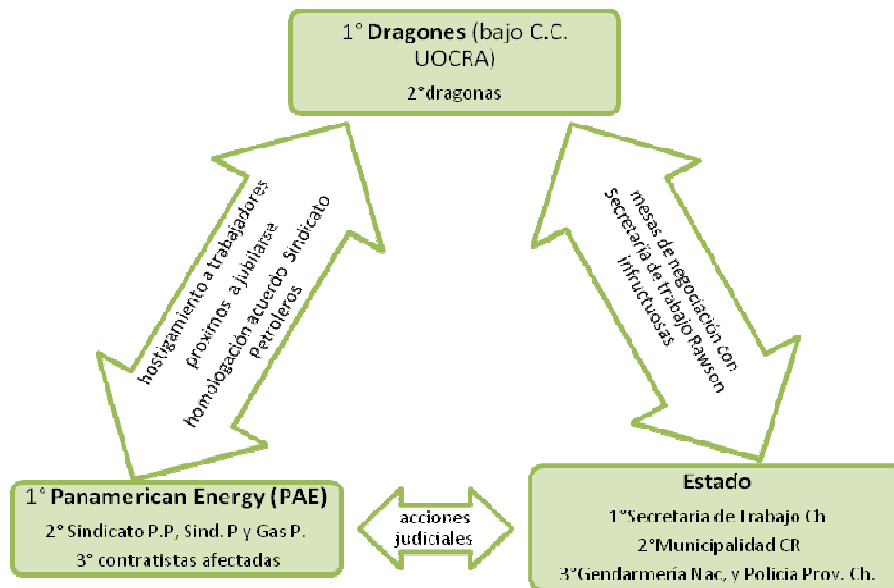 1° Dragones (bajo C.C.
UOCRA)
2°dragonas
hostigamiento a trabajadores
proximos a jubilarse
homologación acuerdo Sindicato
Petroleros
mesas de negociación con
Secretaría de trabajo Rawson
infructuosas
1° Panamerican Energy (PAE)
2° Sindicato P.P, Sind. P y Gas P.
3° contratistas afectadas
acciones
judiciales
Estado
1°Secretaria de Trabajo Ch
2°Municipalidad CR
3°Gendarmería Nac, y Policia Prov. Ch.